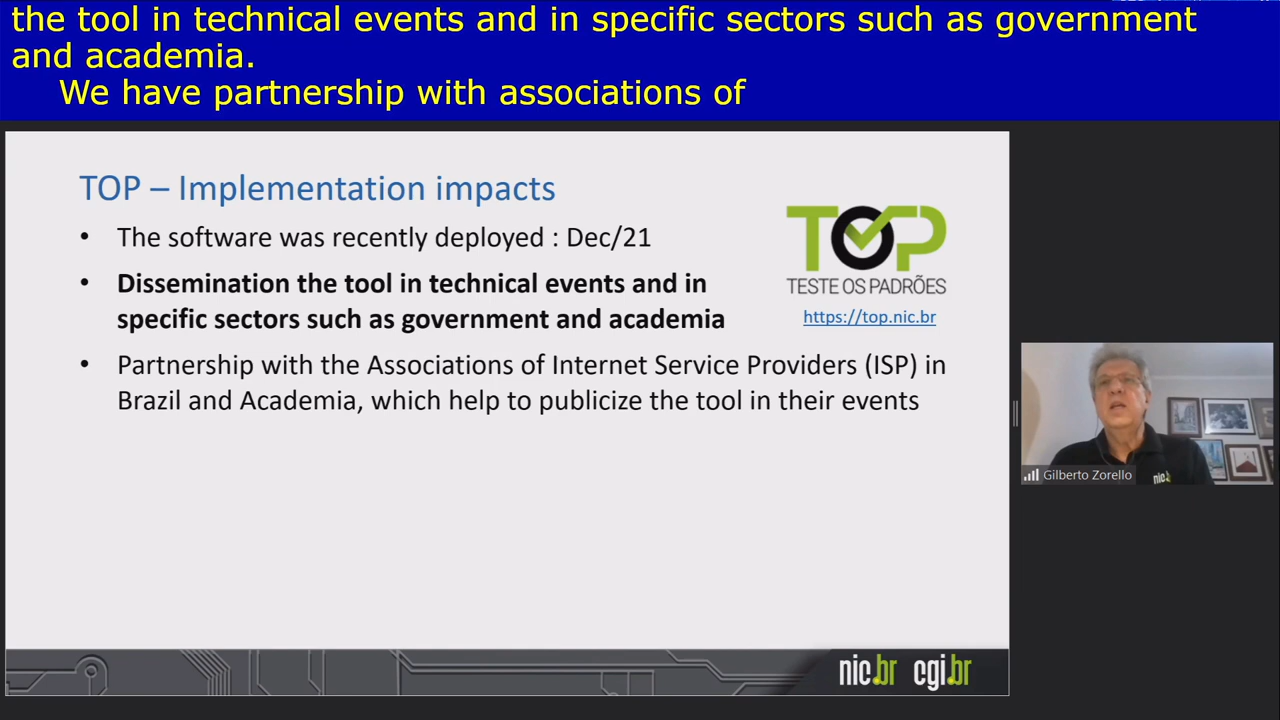 the tool in technical events and in specific sectors such as government
and academia.
We have partnership with associations of
TOP – Implementation impacts
• The software was recently deployed : Dec/21
• Dissemination the tool in technical events and in
specific sectors such as government and academia
• Partnership with the Associations of Internet Service Providers (ISP) in
Brazil and Academia, which help to publicize the tool in their events
TOP
TESTE OS PADRÕES
https://top.nic.br
Gilberto Zorello
nic.br
nic.br cgi.br